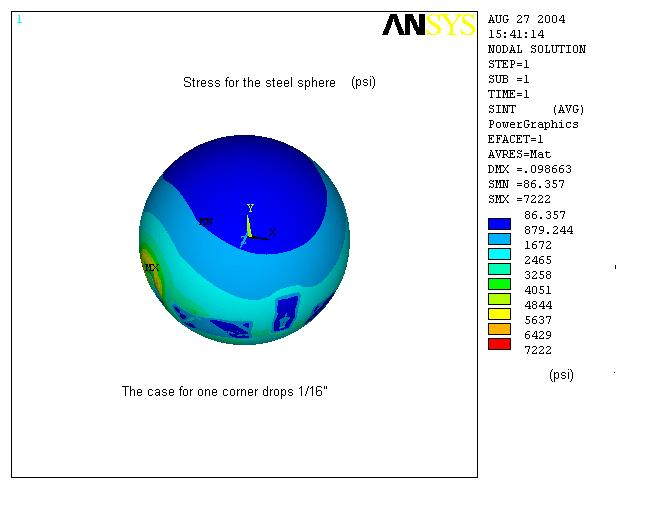 1
ANSYS
AUG 27 2004
15:41:14
NODAL SOLUTION
STEP=1
SUB =1
TIME=1
SINT (AVG)
PowerGraphics
EFACET=1
AVRES=Mat
DMX =.098663
SMN =86.357
SMX =7222
86.357
879.244
1672
2465
3258
4051
4844
5637
6429
7222
(psi)
Stress for the steel sphere (psi)
Y
MN
X
Z
MX
The case for one corner drops 1/16"